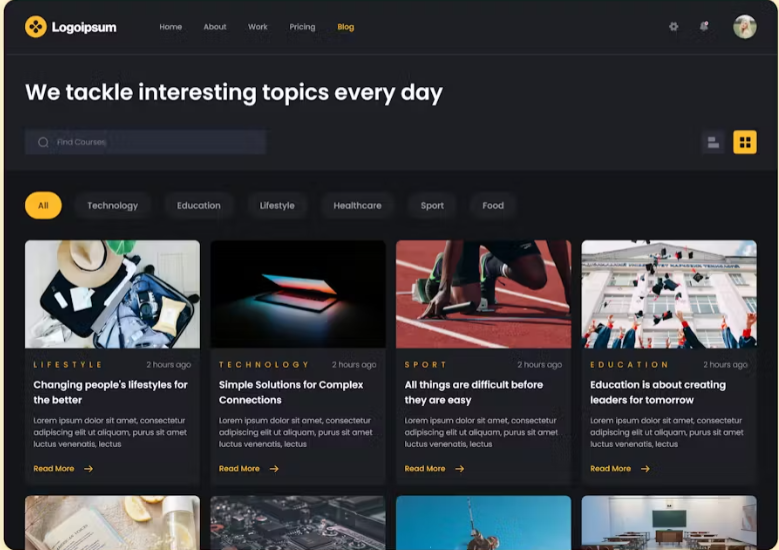 Logoipsum
Home
About
Work
Pricing
Blog
We tackle interesting topics every day
Find Courses
All
Technology
Education
Lifestyle
Healthcare
Sport
Food
LIFESTYLE
2 hours ago
Changing people's lifestyles for
the better
Lorem ipsum dolor sit amet, consectetur
adipiscing elit ut aliquam, purus sit amet
luctus venenatis, lectus
Read More
TECHNOLOGY
2 hours ago
Simple Solutions for Complex
Connections
Lorem ipsum dolor sit amet, consectetur
adipiscing elit ut aliquam, purus sit amet
luctus venenatis, lectus
Read More
SPORT
2 hours ago
All things are difficult before
they are easy
Lorem ipsum dolor sit amet, consectetur
adipiscing elit ut aliquam, purus sit amet
luctus venenatis, lectus
Read More
EDUCATION
2 hours ago
Education is about creating
leaders for tomorrow
Lorem ipsum dolor sit amet, consectetur
adipiscing elit ut aliquam, purus sit amet
luctus venenatis, lectus
Read More